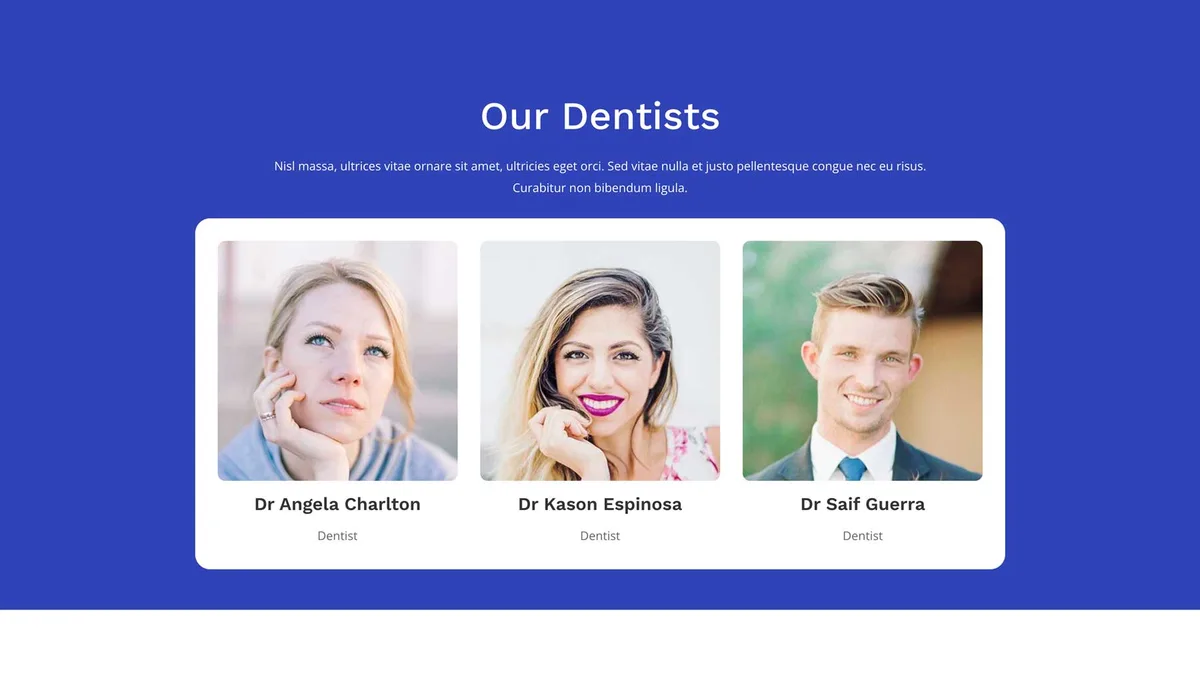 Our Dentists
Nisl massa, ultrices vitae ornare sit amet, ultricies eget orci. Sed vitae nulla et justo pellentesque congue nec eu risus.
Curabitur non bibendum ligula.
Dr Angela Charlton
Dentist
Dr Kason Espinosa
Dentist
Dr Saif Guerra
Dentist